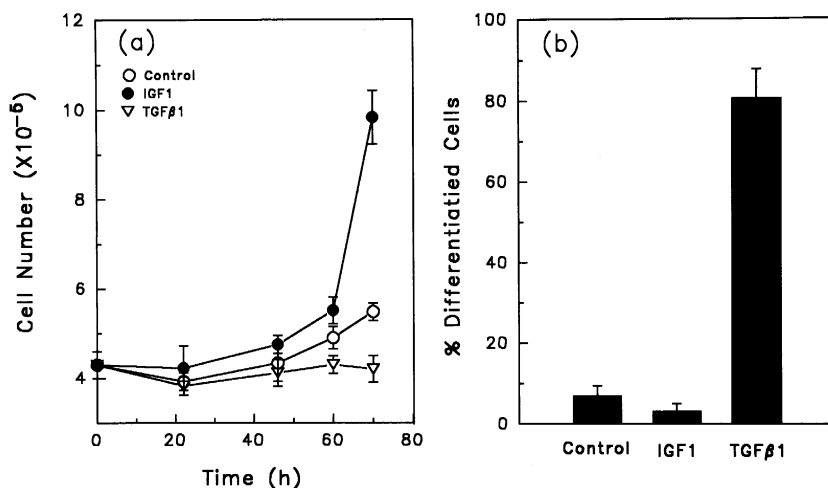 (a)
Control
IGF1
TGFβ1
12
10
8
6
4
Cell Number (X10⁻⁵)
0
20
40
60
80
Time (h)
(b)
100
80
60
40
20
0
% Differentiatied Cells
Control
IGF1
TGFβ1